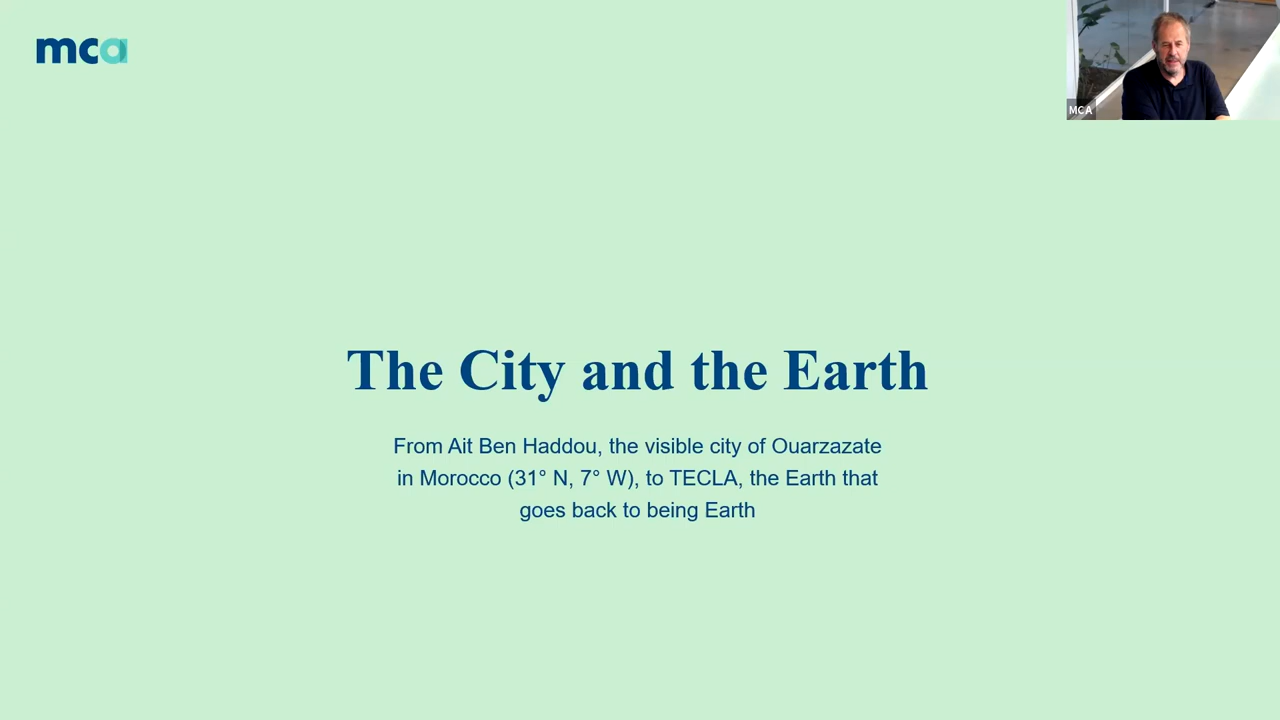 mca
MCA
The City and the Earth
From Ait Ben Haddou, the visible city of Ouarzazate
in Morocco (31° N, 7° W), to TECLA, the Earth that
goes back to being Earth